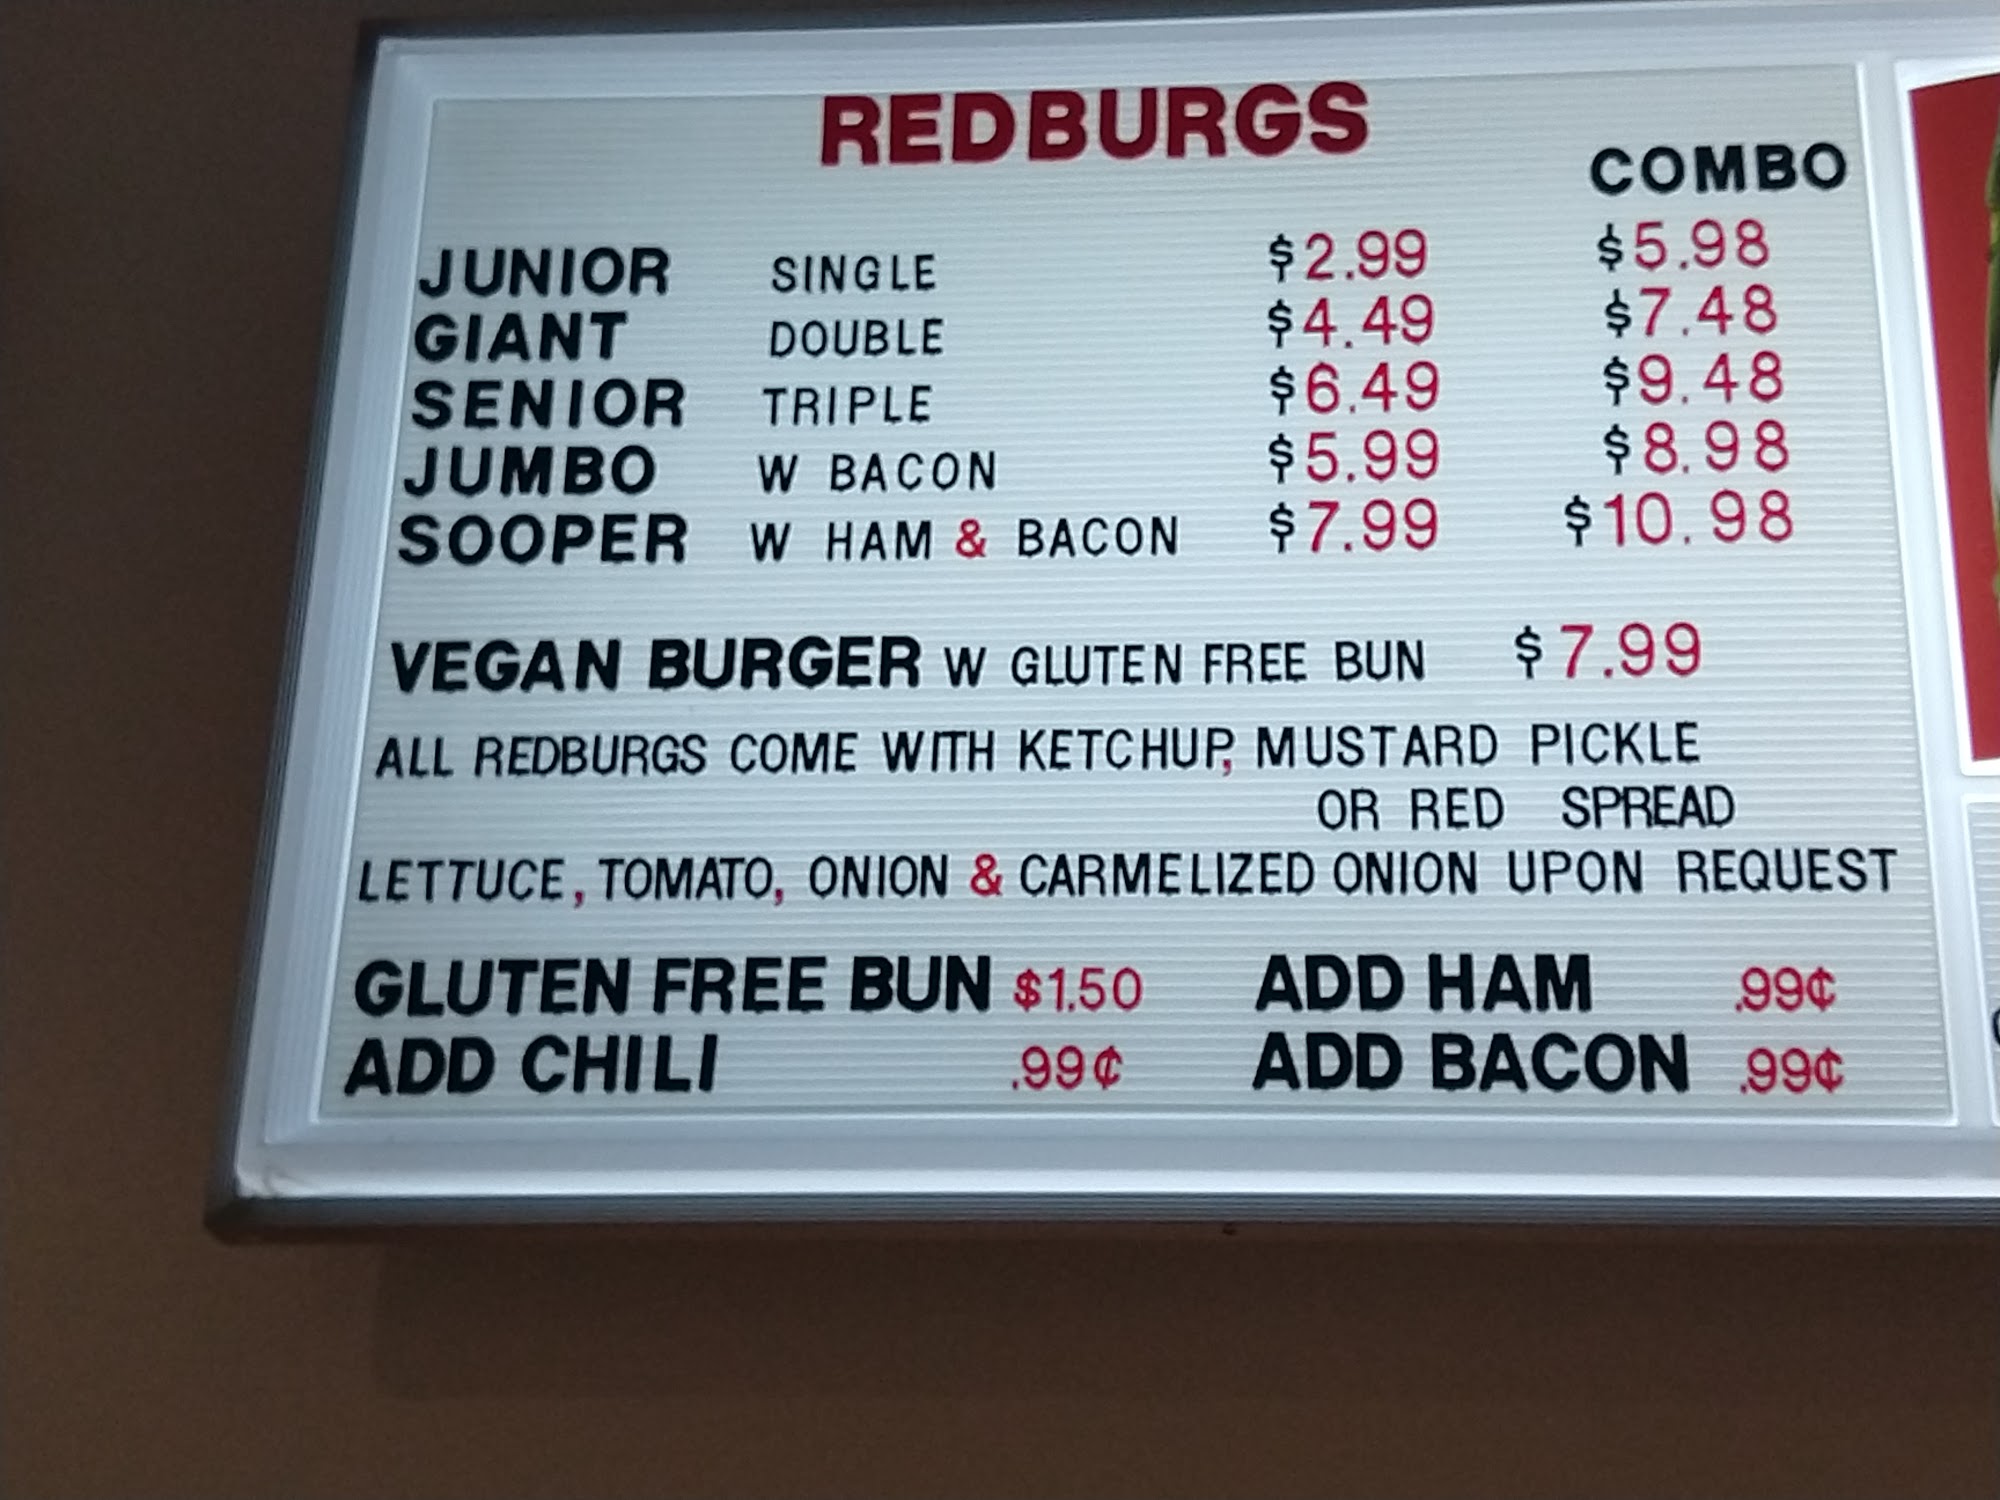 REDBURGS
COMBO
JUNIOR SINGLE $2.99 $5.98
GIANT DOUBLE $4.49 $7.48
SENIOR TRIPLE $6.49 $9.48
JUMBO W BACON $5.99 $8.98
SOOPER W HAM & BACON $7.99 $10.98
VEGAN BURGER W GLUTEN FREE BUN $7.99
ALL REDBURGS COME WITH KETCHUP, MUSTARD PICKLE
OR RED SPREAD
LETTUCE, TOMATO, ONION & CARMELIZED ONION UPON REQUEST
GLUTEN FREE BUN $1.50 ADD HAM .99¢
ADD CHILI .99¢ ADD BACON .99¢